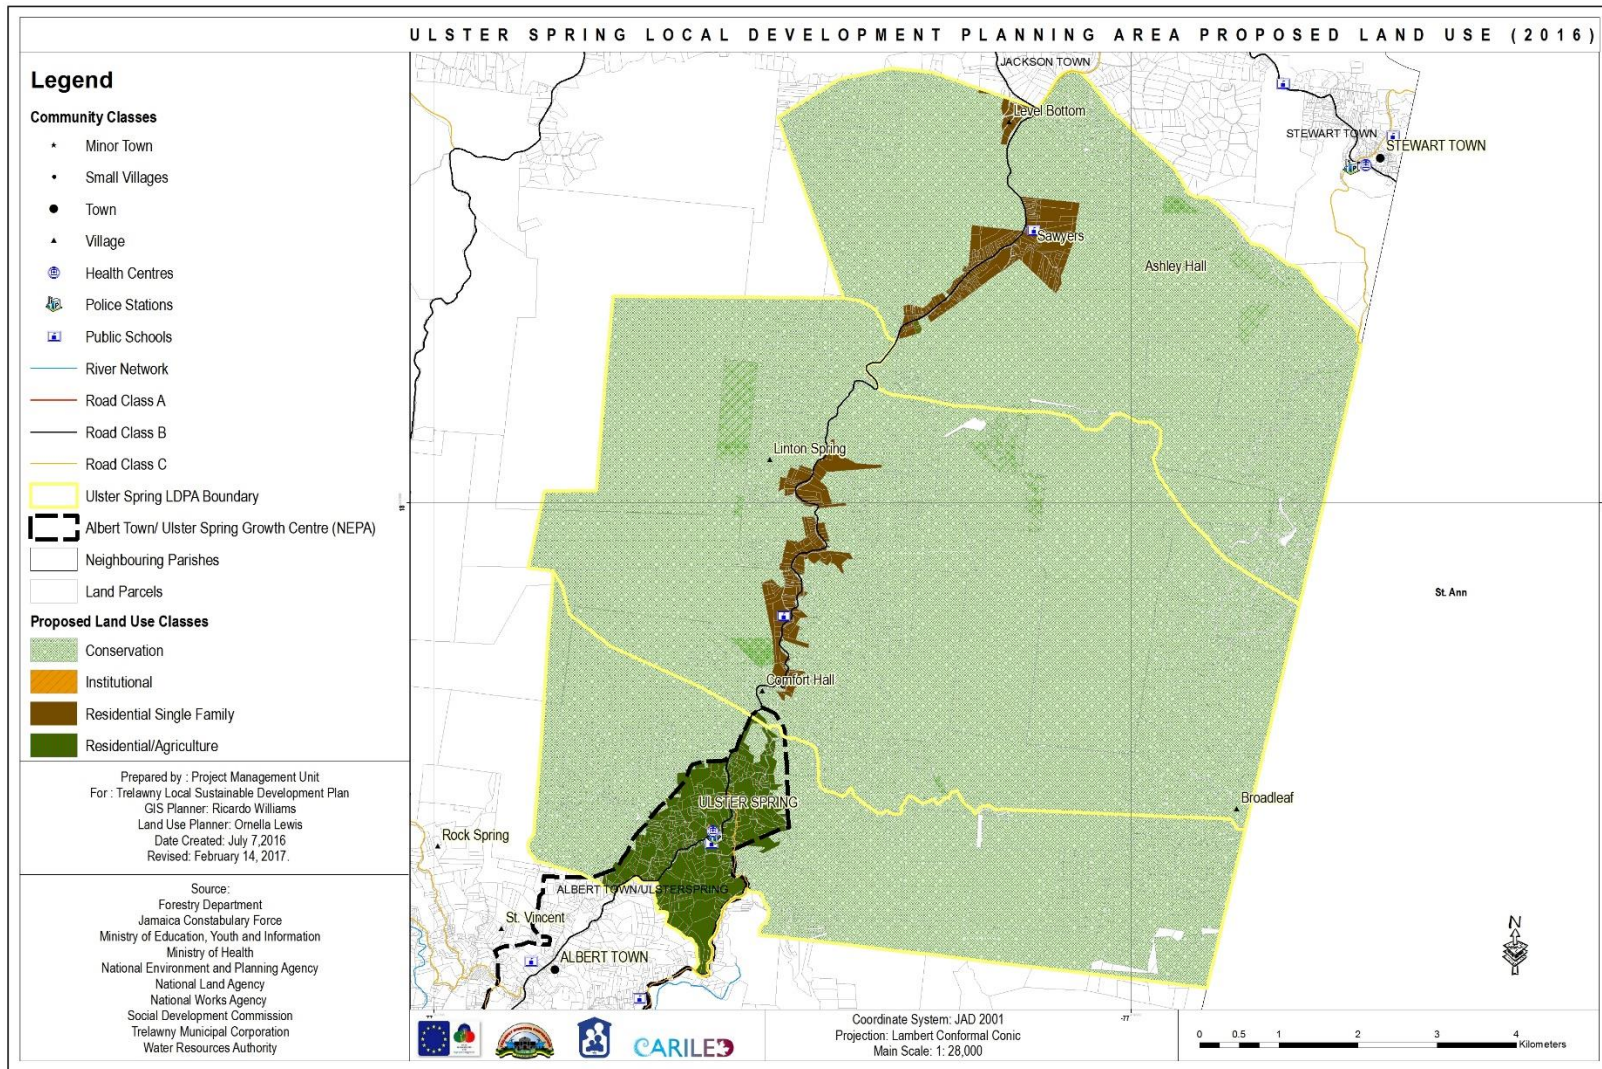 ULSTER SPRING LOCAL DEVELOPMENT PLANNING AREA PROPOSED LAND USE (2016)
Legend
Community Classes
Minor Town
Small Villages
Town
Village
Health Centres
Police Stations
Public Schools
River Network
Road Class A
Road Class B
Road Class C
Ulster Spring LDPA Boundary
Albert Town/ Ulster Spring Growth Centre (NEPA)
Neighbouring Parishes
Land Parcels
Proposed Land Use Classes
Conservation
Institutional
Residential Single Family
Residential/Agriculture
Prepared by : Project Management Unit
For : Trelawny Local Sustainable Development Plan
GIS Planner: Ricardo Williams
Land Use Planner: Ornella Lewis
Date Created: July 7,2016
Revised: February 14, 2017.
Source:
Forestry Department
Jamaica Constabulary Force
Ministry of Education, Youth and Information
Ministry of Health
National Environment and Planning Agency
National Land Agency
National Works Agency
Social Development Commission
Trelawny Municipal Corporation
Water Resources Authority
JACKSON TOWN
Level Bottom
STEWART TOWN
STEWART TOWN
Sawyers
Ashley Hall
Linton Spring
St. Ann
Comfort Hall
Broadleaf
ULSTER SPRING
Rock Spring
ALBERT TOWN/ULSTERSPRING
St. Vincent
ALBERT TOWN
N
18
-77
CARILED
Coordinate System: JAD 2001
Projection: Lambert Conformal Conic
Main Scale: 1: 28,000
0 0.5 1 2 3 4
Kilometers